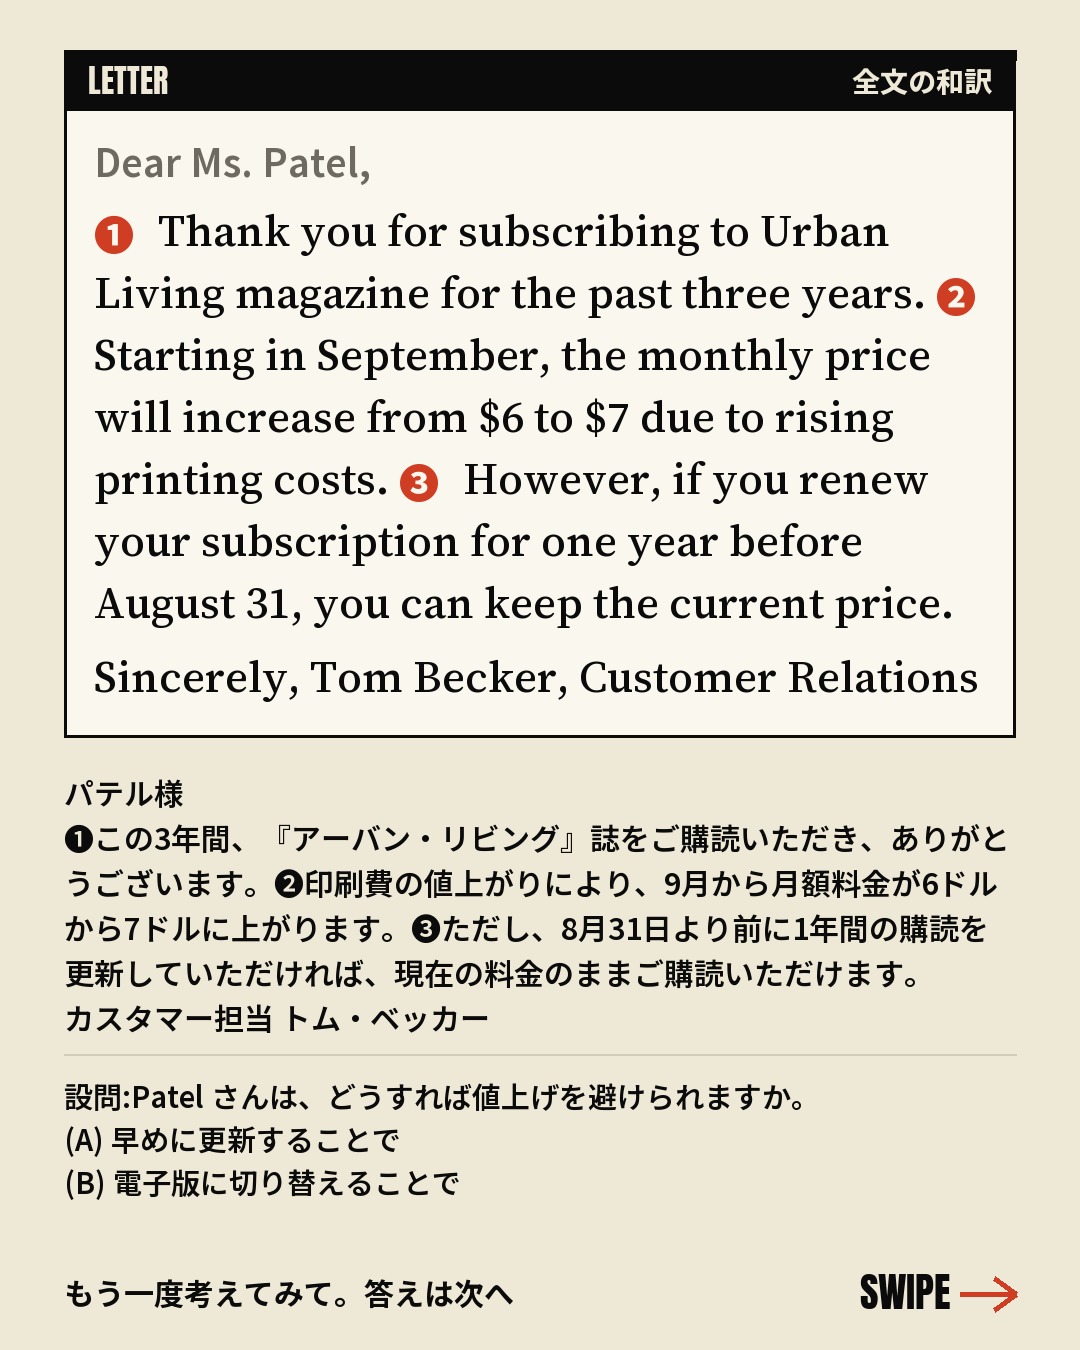 LETTER
全文の和訳
Dear Ms. Patel,
❶ Thank you for subscribing to Urban
Living magazine for the past three years. ❷
Starting in September, the monthly price
will increase from $6 to $7 due to rising
printing costs. ❸ However, if you renew
your subscription for one year before
August 31, you can keep the current price.
Sincerely, Tom Becker, Customer Relations
パテル様
❶この3年間、『アーバン・リビング』誌をご購読いただき、ありがと
うございます。❷印刷費の値上がりにより、9月から月額料金が6ドル
から7ドルに上がります。❸ただし、8月31日より前に1年間の購読を
更新していただければ、現在の料金のままご購読いただけます。
カスタマー担当 トム・ベッカー
設問:Patel さんは、どうすれば値上げを避けられますか。
(A) 早めに更新することで
(B) 電子版に切り替えることで
もう一度考えてみて。答えは次へ
SWIPE